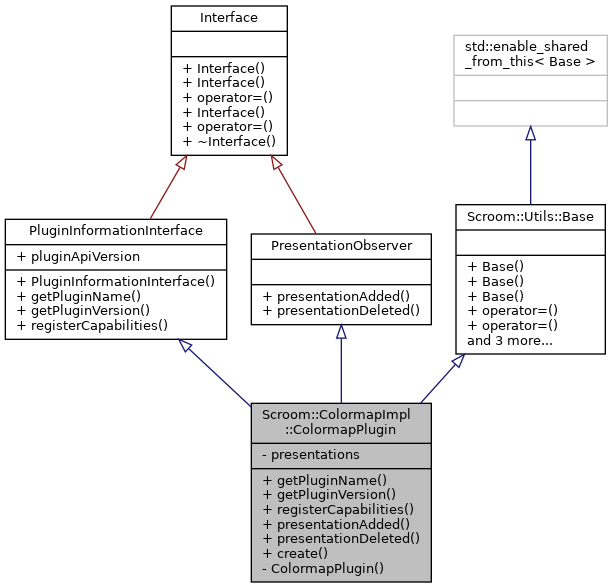 Interface
+ Interface()
+ Interface()
+ operator=()
+ Interface()
+ operator=()
+ ~Interface()
std::enable_shared
_from_this< Base >
PluginInformationInterface
+ pluginApiVersion
+ PluginInformationInterface()
+ getPluginName()
+ getPluginVersion()
+ registerCapabilities()
PresentationObserver
+ presentationAdded()
+ presentationDeleted()
Scroom::Utils::Base
+ Base()
+ Base()
+ Base()
+ operator=()
+ operator=()
and 3 more...
Scroom::ColormapImpl
::ColormapPlugin
- presentations
+ getPluginName()
+ getPluginVersion()
+ registerCapabilities()
+ presentationAdded()
+ presentationDeleted()
+ create()
- ColormapPlugin()